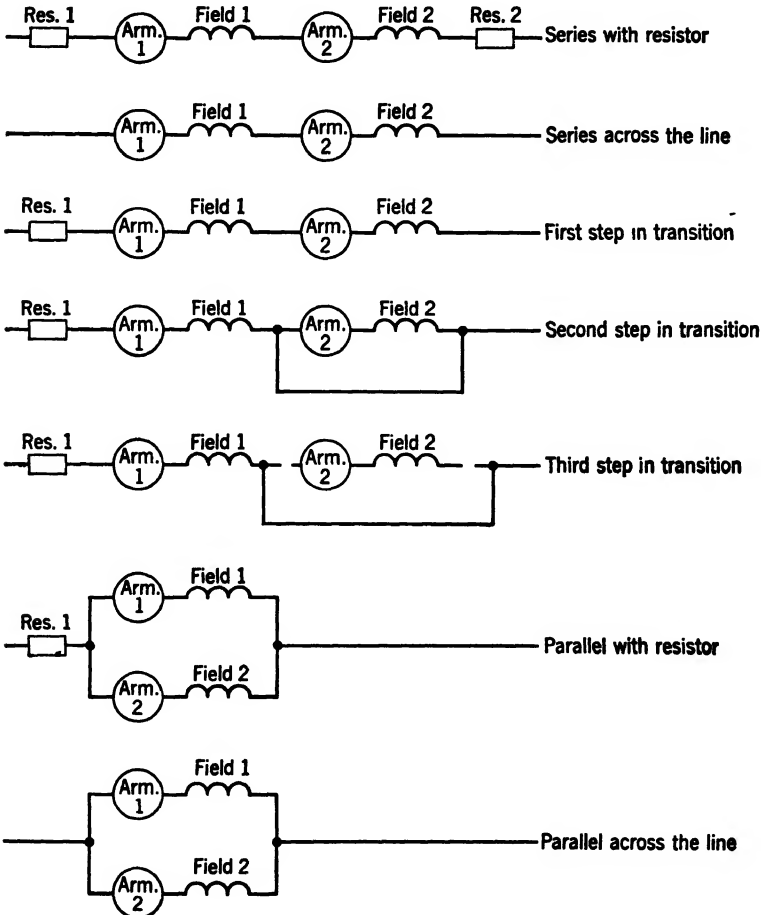 Res. 1 Arm. 1 Field 1 Arm. 2 Field 2 Res. 2 Series with resistor
Arm. 1 Field 1 Arm. 2 Field 2 Series across the line
Res. 1 Arm. 1 Field 1 Arm. 2 Field 2 First step in transition
Res. 1 Arm. 1 Field 1 Arm. 2 Field 2 Second step in transition
Res. 1 Arm. 1 Field 1 Arm. 2 Field 2 Third step in transition
Arm. 1 Field 1
Res. 1 Parallel with resistor
Arm. 2 Field 2
Arm. 1 Field 1
Parallel across the line
Arm. 2 Field 2